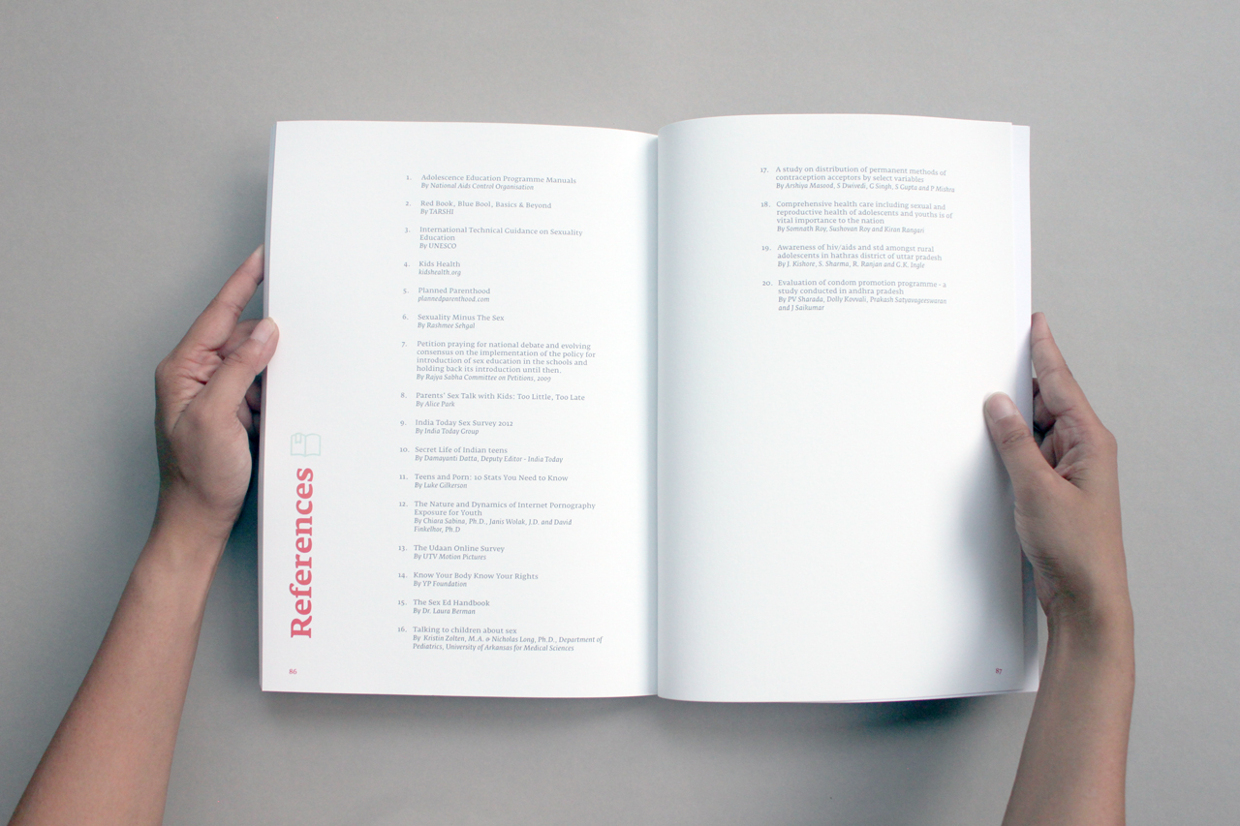 References
1. Adolescence Education Programme Manuals
By National Aids Control Organisation
2. Red Book, Blue Bool, Basics & Beyond
By TARSHI
3. International Technical Guidance on Sexuality
Education
By UNESCO
4. Kids Health
kidshealth.org
5. Planned Parenthood
plannedparenthood.com
6. Sexuality Minus The Sex
By Rashmee Sehgal
7. Petition praying for national debate and evolving
consensus on the implementation of the policy for
introduction of sex education in the schools and
holding back its introduction until then.
By Rajya Sabha Committee on Petitions, 2009
8. Parents' Sex Talk with Kids: Too Little, Too Late
By Alice Park
9. India Today Sex Survey 2012
By India Today Group
10. Secret Life of Indian teens
By Damayanti Datta, Deputy Editor - India Today
11. Teens and Porn: 10 Stats You Need to Know
By Luke Gilkerson
12. The Nature and Dynamics of Internet Pornography
Exposure for Youth
By Chiara Sabina, Ph.D., Janis Wolak, J.D. and David
Finkelhor, Ph.D
13. The Udaan Online Survey
By UTV Motion Pictures
14. Know Your Body Know Your Rights
By YP Foundation
15. The Sex Ed Handbook
By Dr. Laura Berman
16. Talking to children about sex
By Kristin Zolten, M.A. & Nicholas Long, Ph.D., Department of
Pediatrics, University of Arkansas for Medical Sciences
86
17. A study on distribution of permanent methods of
contraception acceptors by select variables
By Arshiya Masood, S Dwivedi, G Singh, S Gupta and P Mishra
18. Comprehensive health care including sexual and
reproductive health of adolescents and youths is of
vital importance to the nation
By Somnath Roy, Sushovan Roy and Kiran Rangari
19. Awareness of hiv/aids and std amongst rural
adolescents in hathras district of uttar pradesh
By J. Kishore, S. Sharma, R. Ranjan and G.K. Ingle
20. Evaluation of condom promotion programme - a
study conducted in andhra pradesh
By PV Sharada, Dolly Prakash
and J Saikumar
87